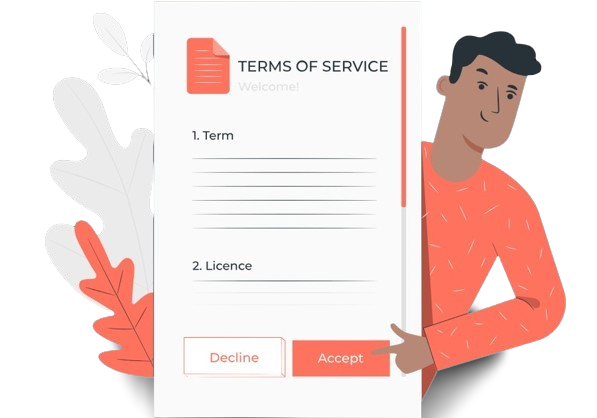 TERMS OF SERVICE
Welcome!
1. Term
2. Licence
Decline
Accept